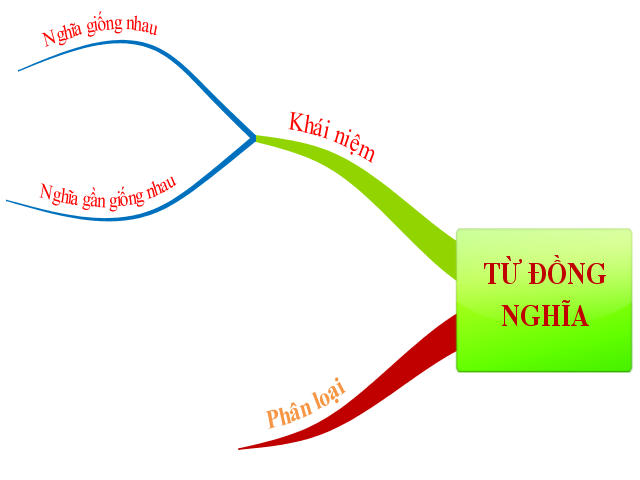 Nghĩa giống nhau
Khái niệm
Nghĩa gần giống nhau
TỪ ĐỒNG
NGHĨA
Phân loại